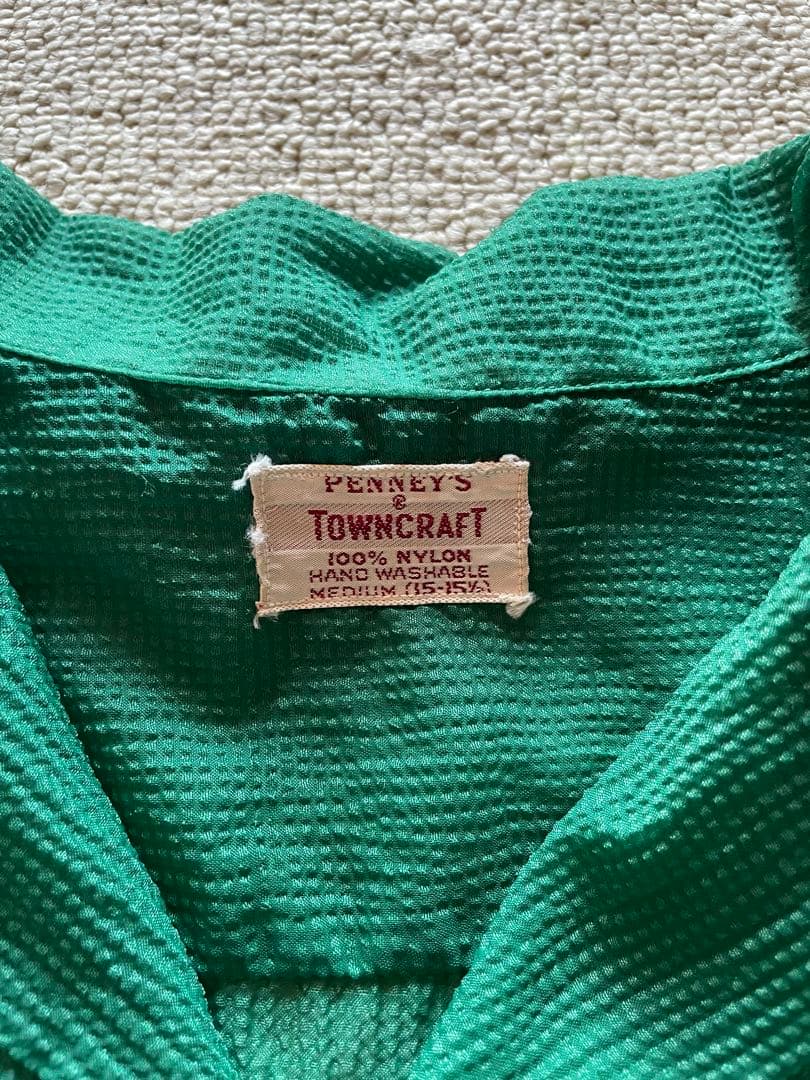 PENNEY'S
®
TOWNCRAFT
100% NYLON
HAND WASHABLE
MEDIUM (15-15½)